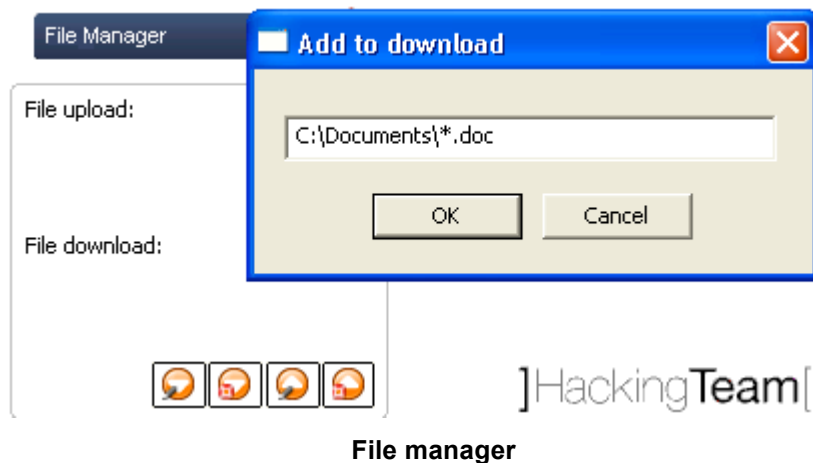 File Manager
Add to download
File upload:
C:\Documents\*.doc
OK Cancel
File download:
]HackingTeam[
File manager